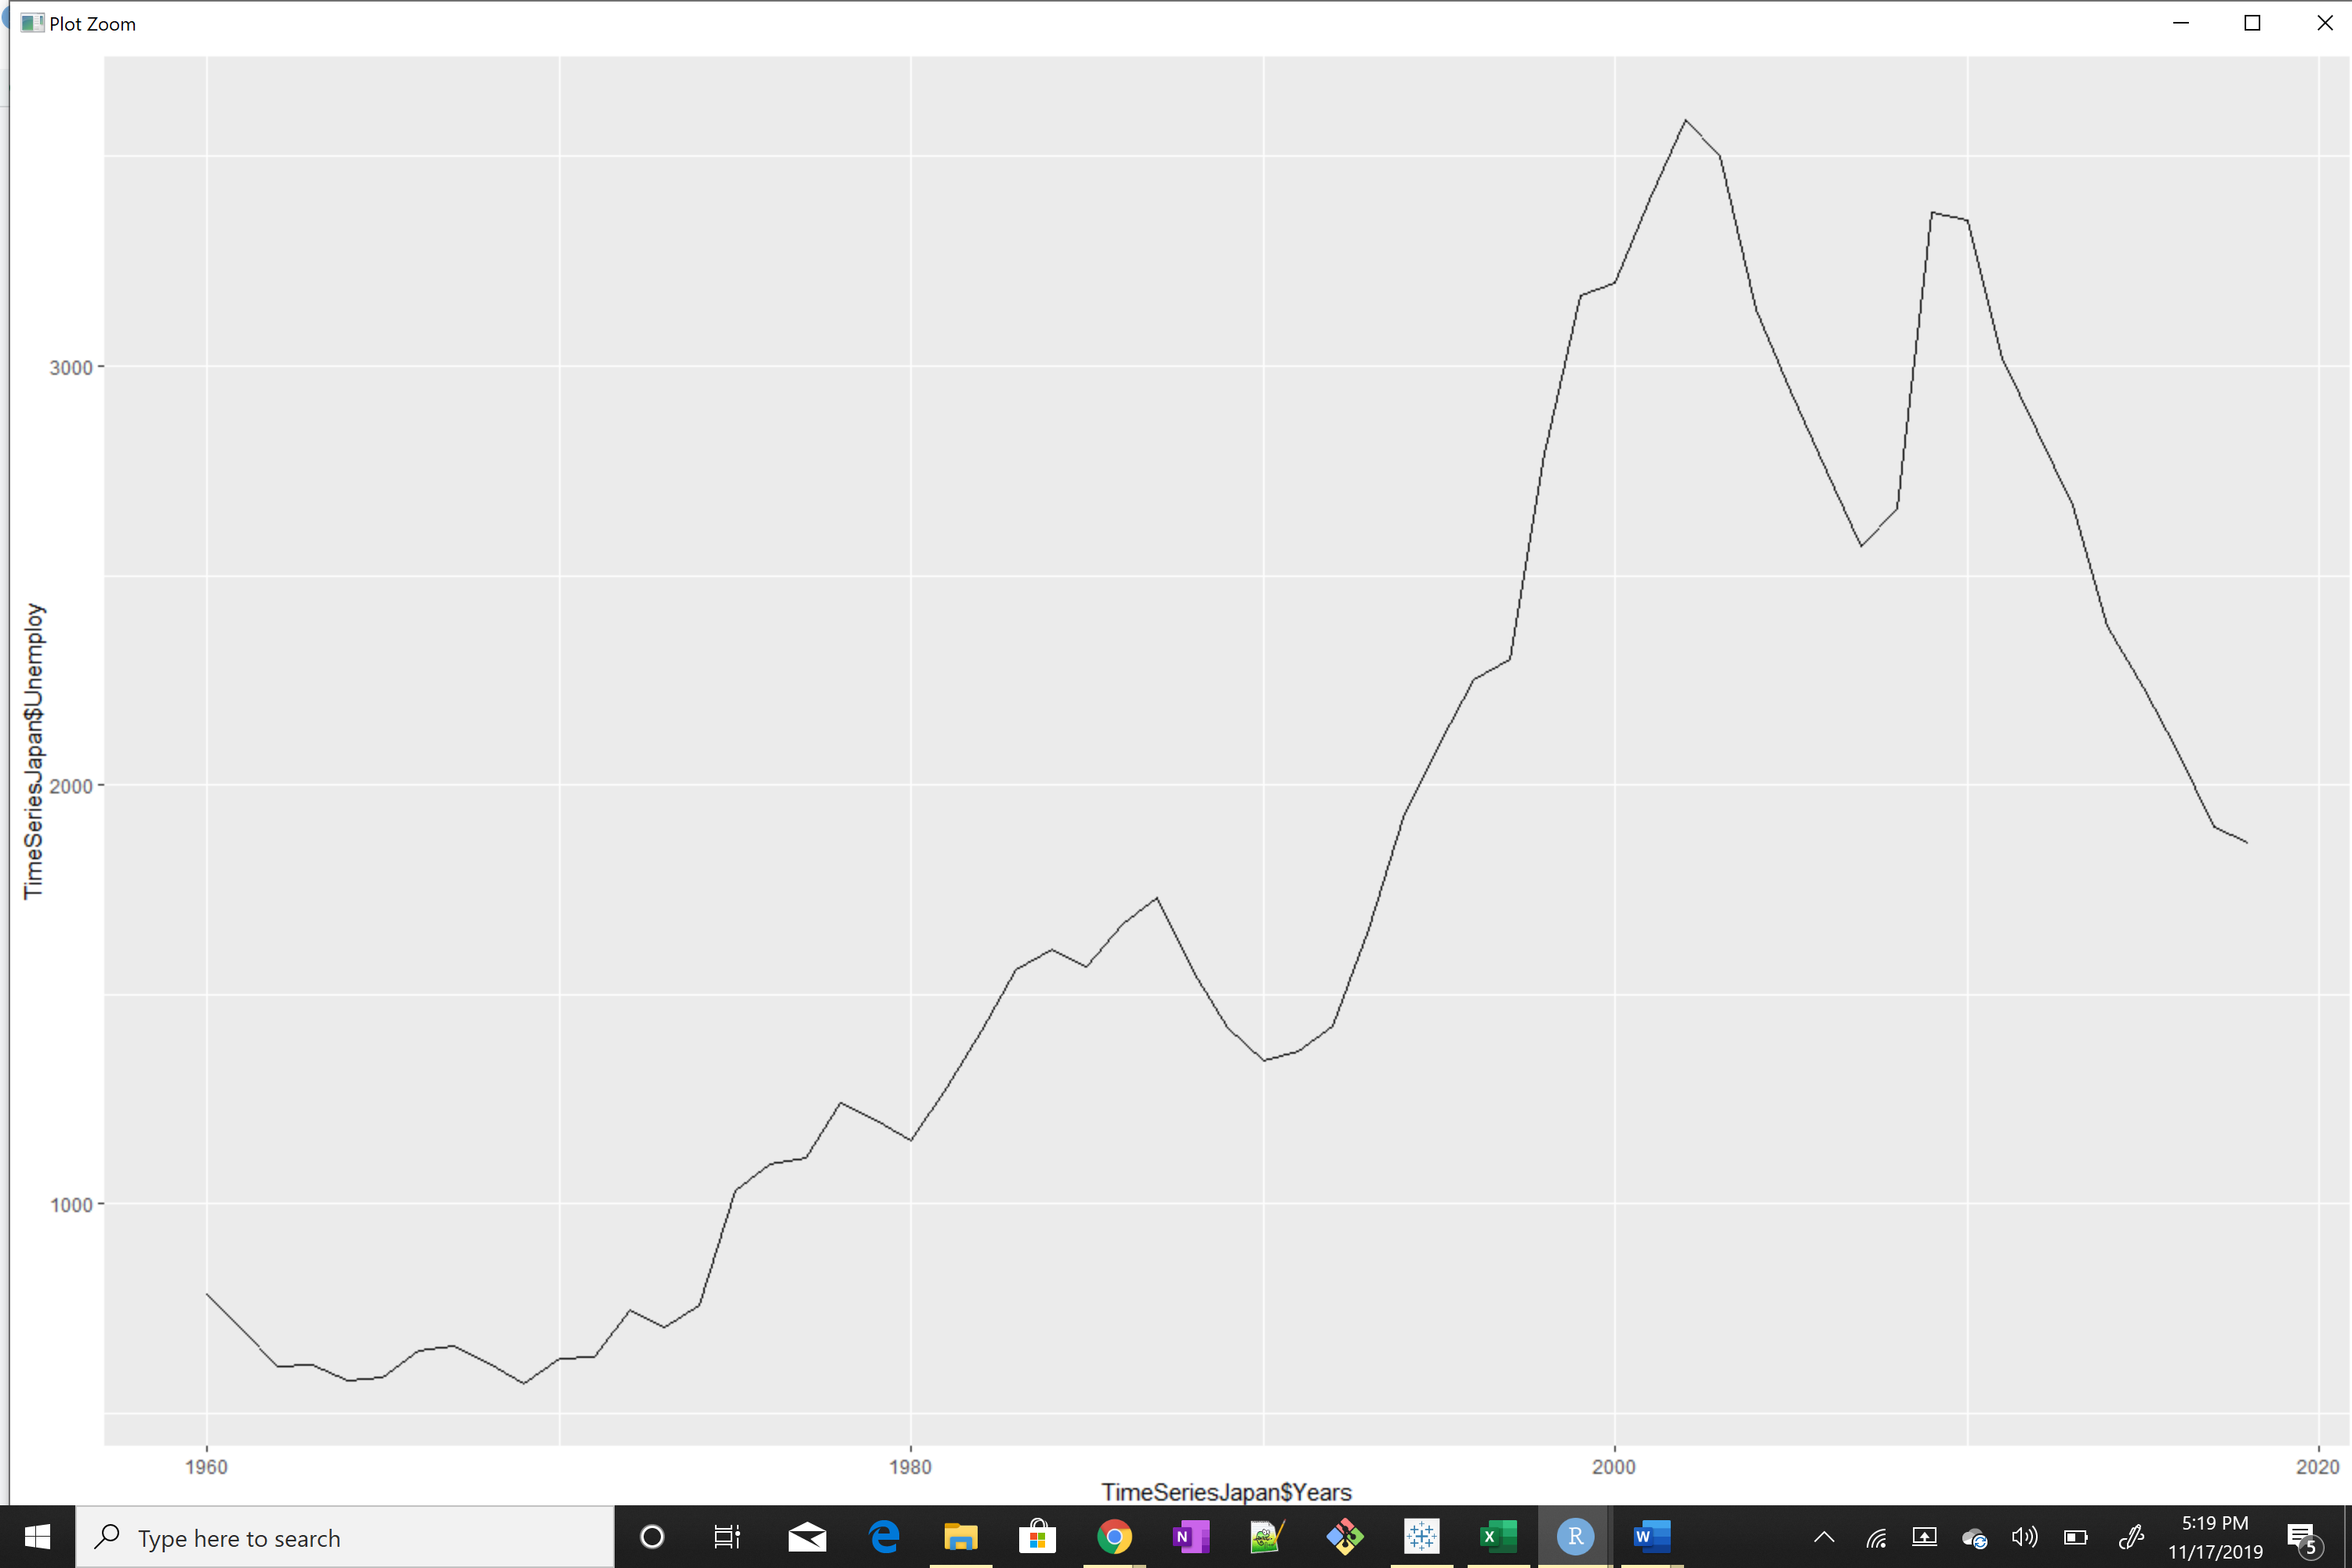 Plot Zoom
TimeSeriesJapan$Unemploy
3000
2000
1000
1960
1980
2000
2020
TimeSeriesJapan$Years
Type here to search
N
X
R
W
5:19 PM
11/17/2019
5